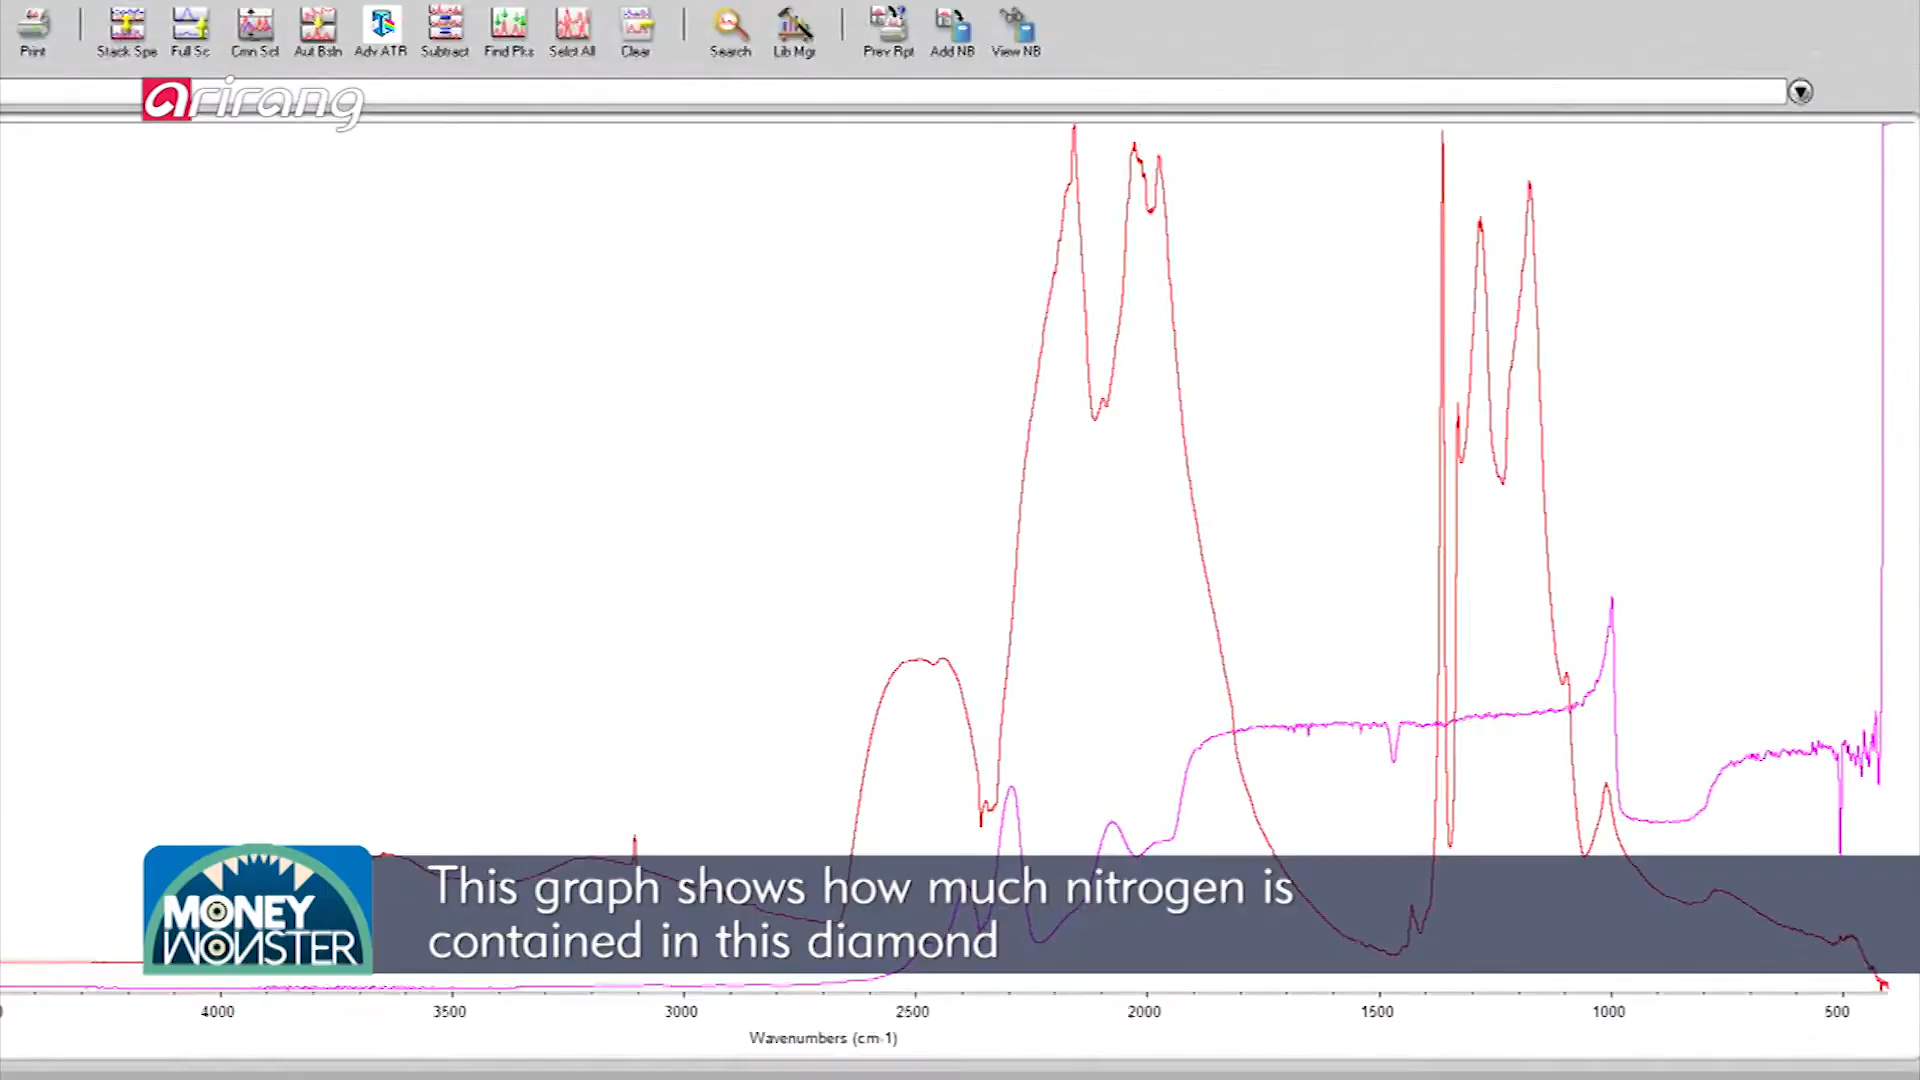 Print Stack Spe Full Sc Cmn Scl Aut Bsln Adv ATR Subtract Find Pks Selct All Clear Search Lib Mgr Prev Rpt Add NB View NB
arirang
MONEY
MONSTER
This graph shows how much nitrogen is
contained in this diamond
4000 3500 3000 2500 2000 1500 1000 500
Wavenumbers (cm-1)